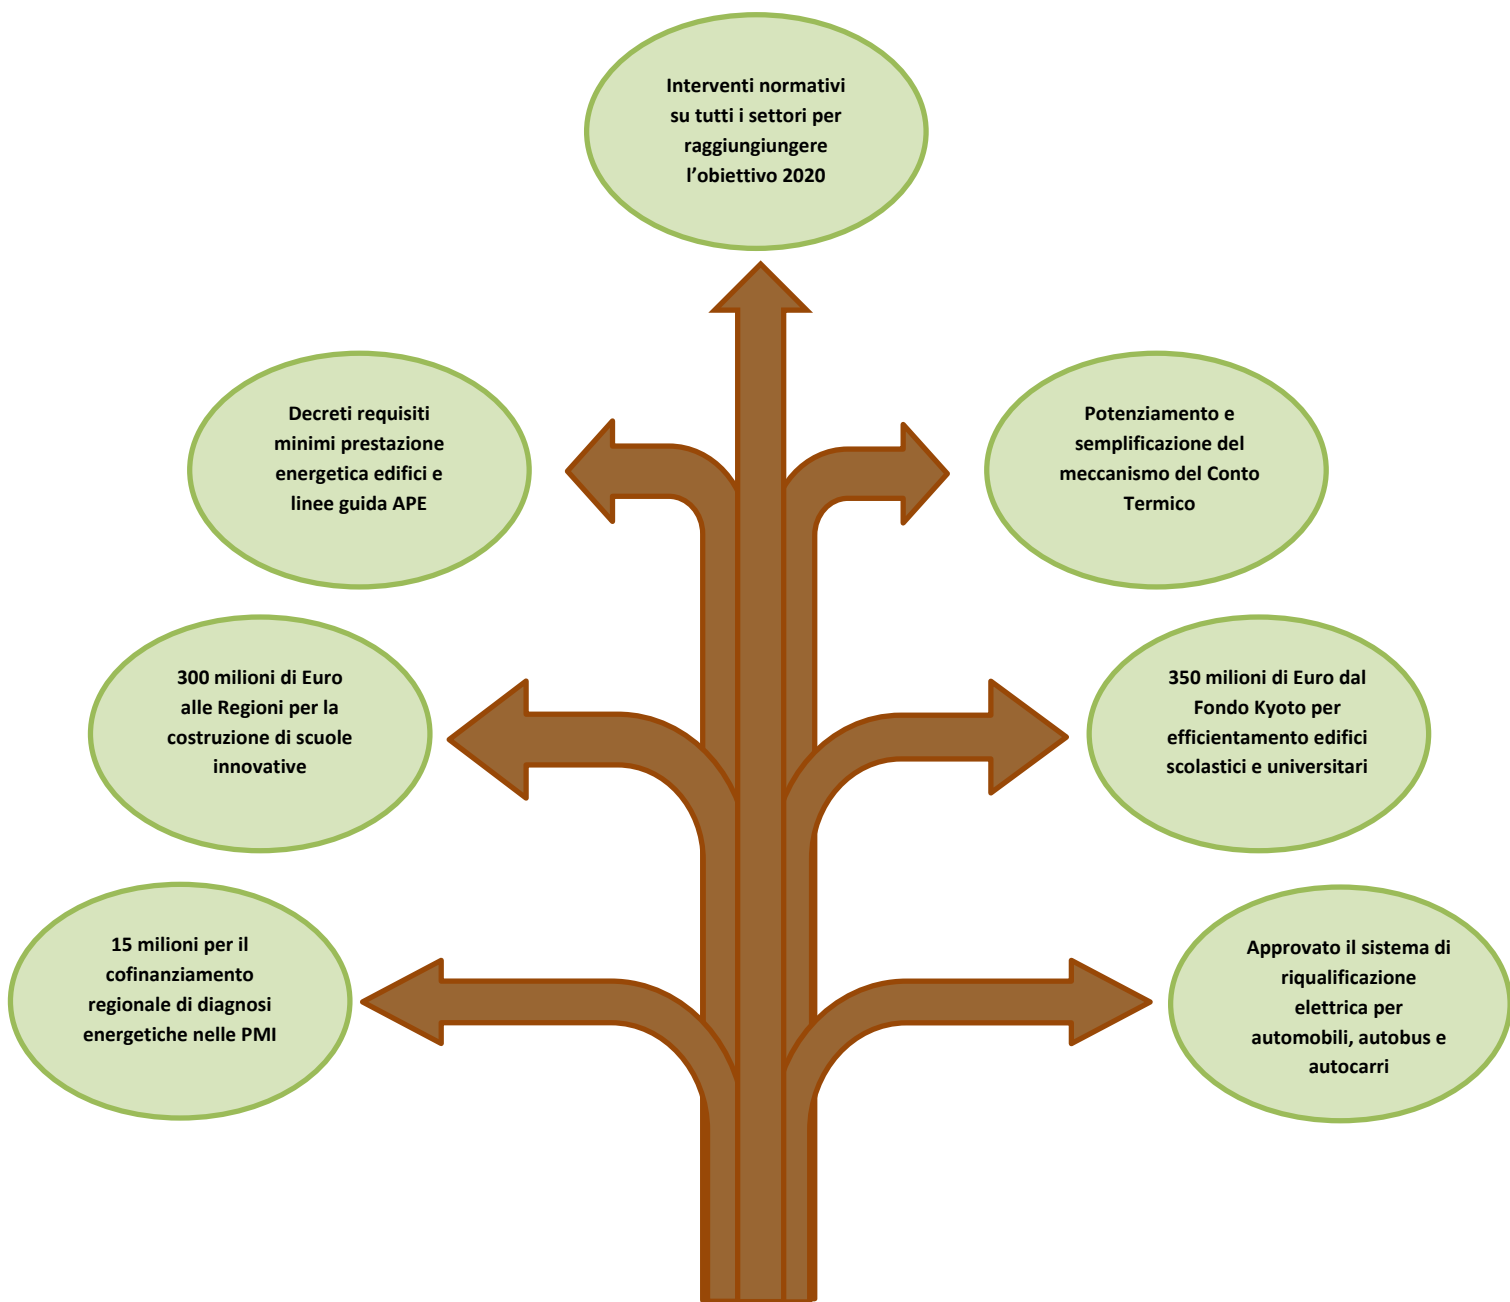 Interventi normativi
su tutti i settori per
raggiungiungere
l'obiettivo 2020
Decreti requisiti
minimi prestazione
energetica edifici e
linee guida APE
Potenziamento e
semplificazione del
meccanismo del Conto
Termico
300 milioni di Euro
alle Regioni per la
costruzione di scuole
innovative
350 milioni di Euro dal
Fondo Kyoto per
efficientamento edifici
scolastici e universitari
15 milioni per il
cofinanziamento
regionale di diagnosi
energetiche nelle PMI
Approvato il sistema di
riqualificazione
elettrica per
automobili, autobus e
autocarri